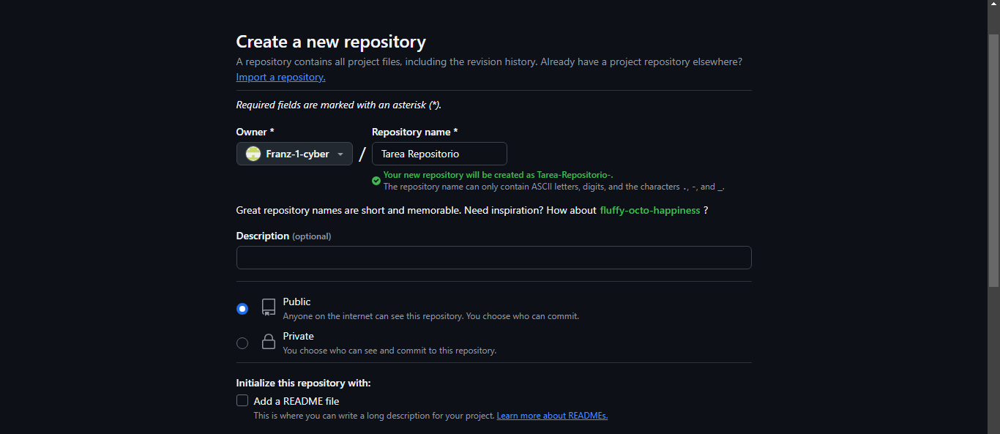 Create a new repository
A repository contains all project files, including the revision history. Already have a project repository elsewhere?
Import a repository.
Required fields are marked with an asterisk (*).
Owner *
Repository name *
Franz-1-cyber
/
Tarea Repositorio
Your new repository will be created as Tarea-Repositorio-.
The repository name can only contain ASCII letters, digits, and the characters ., -, and _.
Great repository names are short and memorable. Need inspiration? How about fluffy-octo-happiness ?
Description (optional)
Public
Anyone on the internet can see this repository. You choose who can commit.
Private
You choose who can see and commit to this repository.
Initialize this repository with:
Add a README file
This is where you can write a long description for your project. Learn more about READMEs.